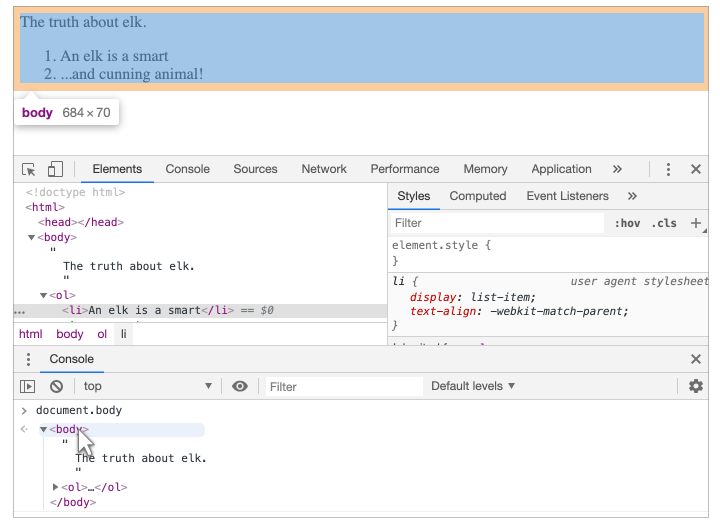 The truth about elk.
1. An elk is a smart
2. ...and cunning animal!
body 684 × 70
Elements Console Sources Network Performance Memory Application »
<!doctype html>
<html>
<head></head>
<body>
"
The truth about elk.
"
<ol>
<li>An elk is a smart</li> == $0
html body ol li
Styles Computed Event Listeners »
Filter :hov .cls +
element.style {
}
li { user agent stylesheet
display: list-item;
text-align: -webkit-match-parent;
}
Console
top Filter Default levels
> document.body
<body>
"
The truth about elk.
"
<ol>…</ol>
</body>